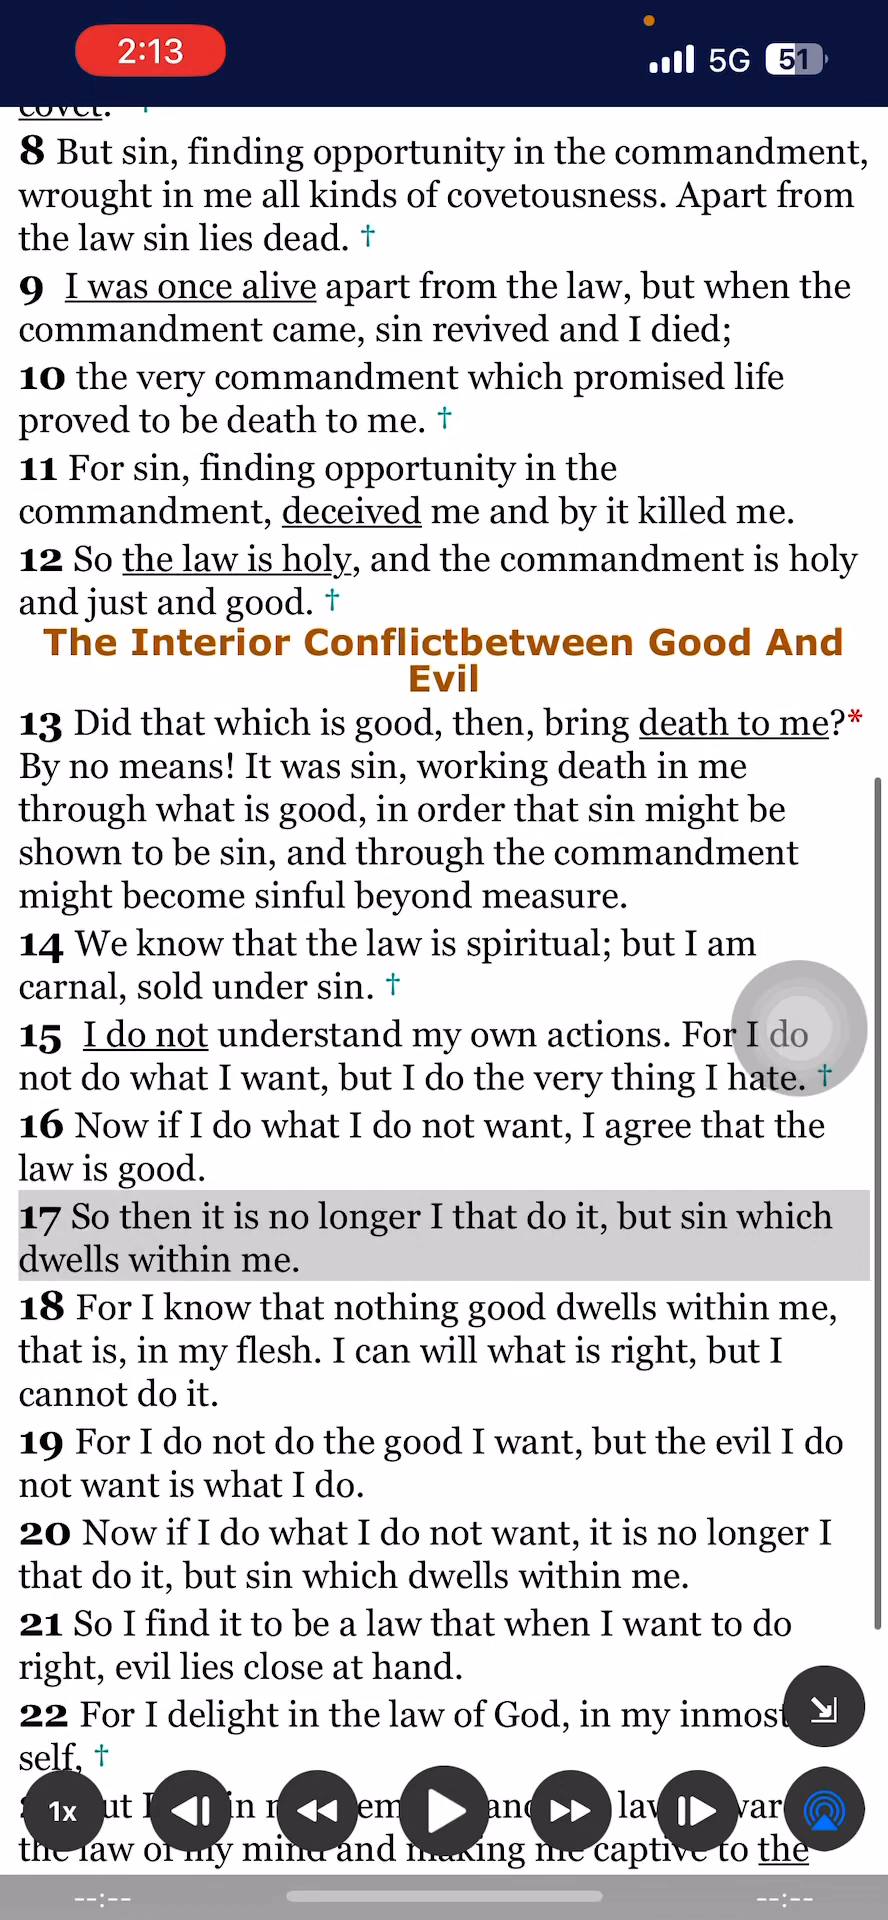 2:13
5G 51
covet.
8 But sin, finding opportunity in the commandment,
wrought in me all kinds of covetousness. Apart from
the law sin lies dead. †
9 I was once alive apart from the law, but when the
commandment came, sin revived and I died;
10 the very commandment which promised life
proved to be death to me. †
11 For sin, finding opportunity in the
commandment, deceived me and by it killed me.
12 So the law is holy, and the commandment is holy
and just and good. †
The Interior Conflictbetween Good And
Evil
13 Did that which is good, then, bring death to me?*
By no means! It was sin, working death in me
through what is good, in order that sin might be
shown to be sin, and through the commandment
might become sinful beyond measure.
14 We know that the law is spiritual; but I am
carnal, sold under sin. †
15 I do not understand my own actions. For I do
not do what I want, but I do the very thing I hate. †
16 Now if I do what I do not want, I agree that the
law is good.
17 So then it is no longer I that do it, but sin which
dwells within me.
18 For I know that nothing good dwells within me,
that is, in my flesh. I can will what is right, but I
cannot do it.
19 For I do not do the good I want, but the evil I do
not want is what I do.
20 Now if I do what I do not want, it is no longer I
that do it, but sin which dwells within me.
21 So I find it to be a law that when I want to do
right, evil lies close at hand.
22 For I delight in the law of God, in my inmost
self, †
1x in
the law of my mind and making me captive to the
--:-- --:--